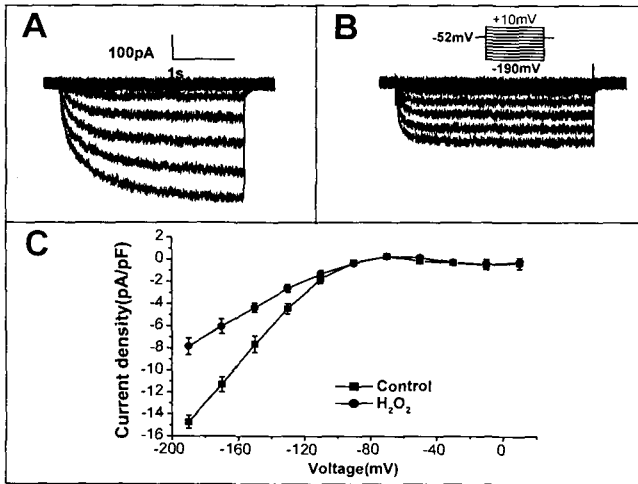 A
100pA
1s
B
+10mV
-52mV
-190mV
C
Current density(pA/pF)
2
0
-2
-4
-6
-8
-10
-12
-14
-16
-200
-160
-120
-80
-40
0
Voltage(mV)
Control
H₂O₂